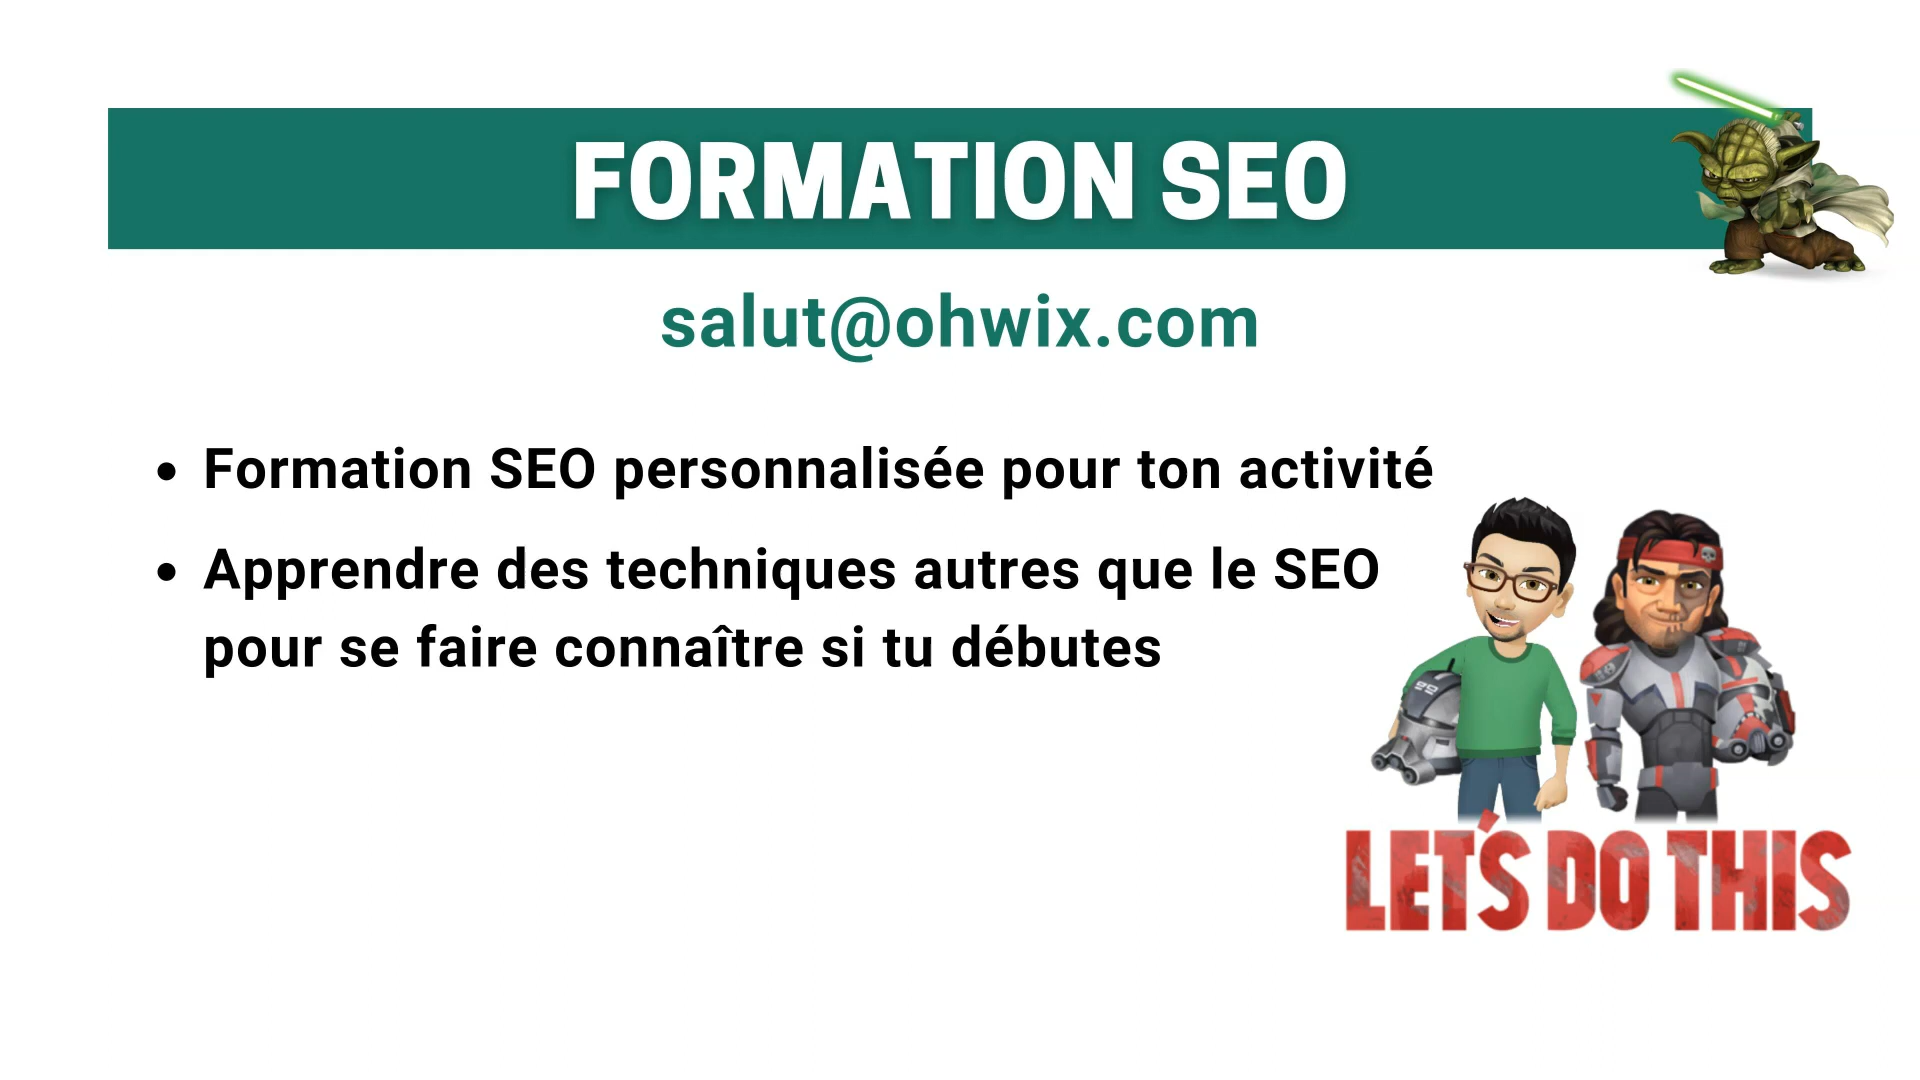 FORMATION SEO
salut@ohwix.com
• Formation SEO personnalisée pour ton activité
• Apprendre des techniques autres que le SEO
pour se faire connaître si tu débutes
LET'S DO THIS